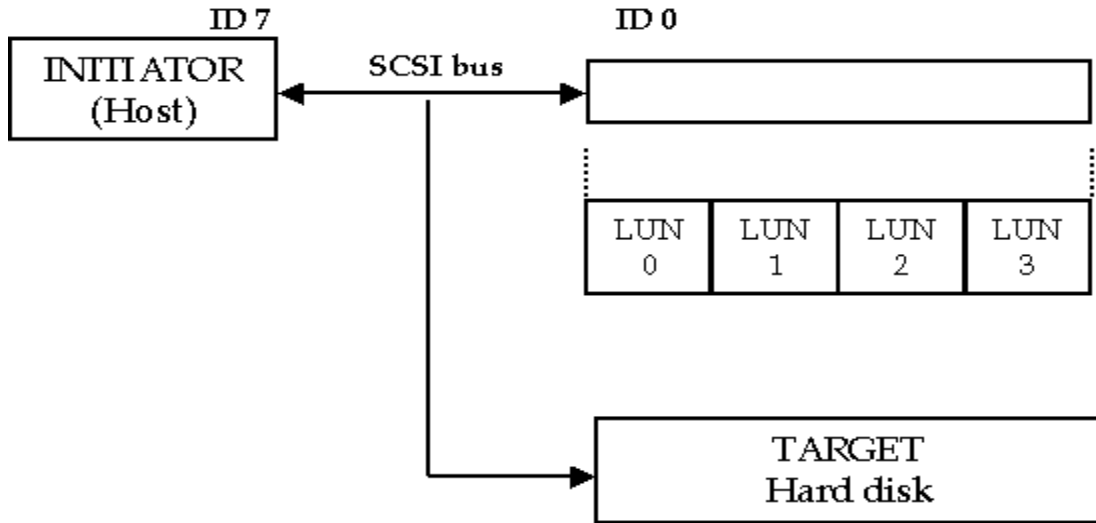 ID 7
ID 0
INITIATOR
(Host)
SCSI bus
LUN
0
LUN
1
LUN
2
LUN
3
TARGET
Hard disk